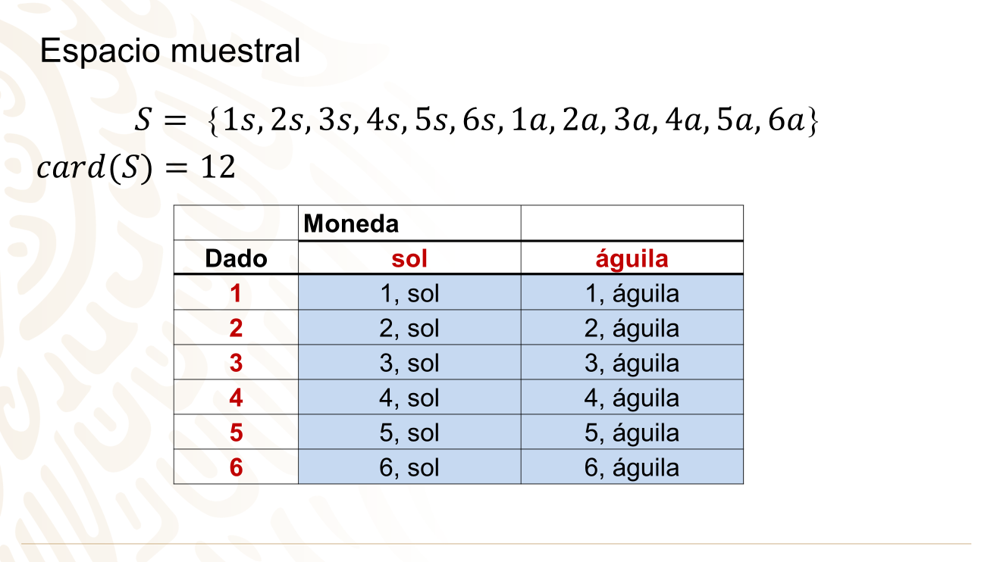 Espacio muestral
S = {1s, 2s, 3s, 4s, 5s, 6s, 1a, 2a, 3a, 4a, 5a, 6a}
card(S) = 12
Moneda
Dado sol águila
1 1, sol 1, águila
2 2, sol 2, águila
3 3, sol 3, águila
4 4, sol 4, águila
5 5, sol 5, águila
6 6, sol 6, águila